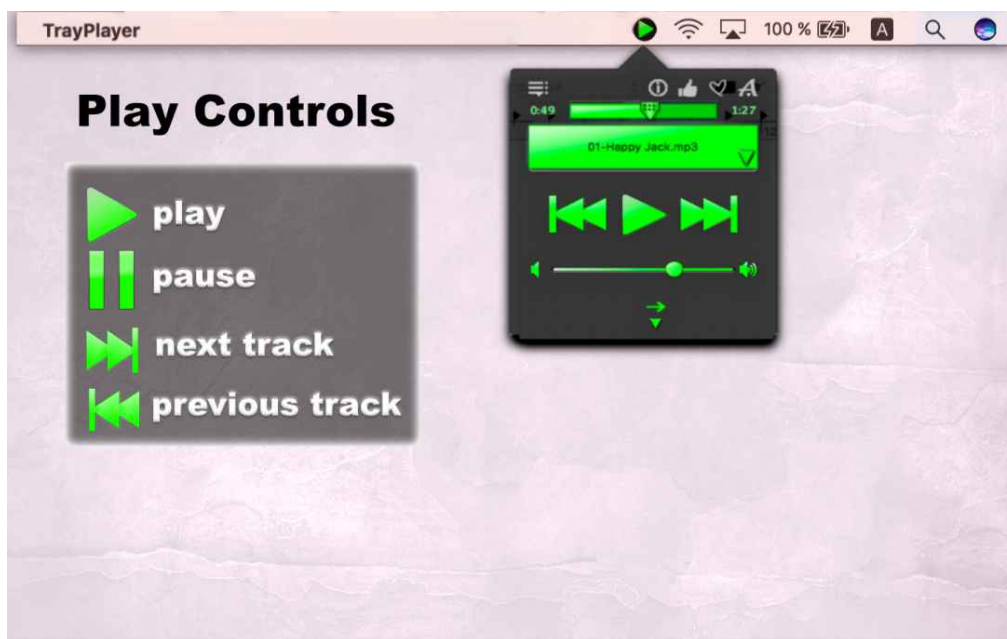 TrayPlayer
100 %
A
Play Controls
0:49
1:27
01-Happy Jack.mp3
play
pause
next track
previous track